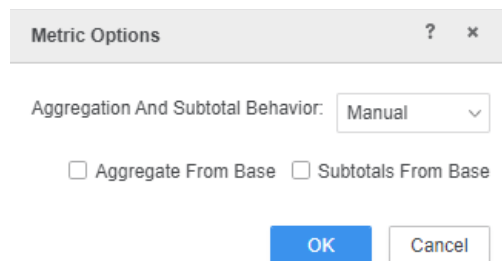 Metric Options ? ×
Aggregation And Subtotal Behavior: Manual
Aggregate From Base Subtotals From Base
OK Cancel